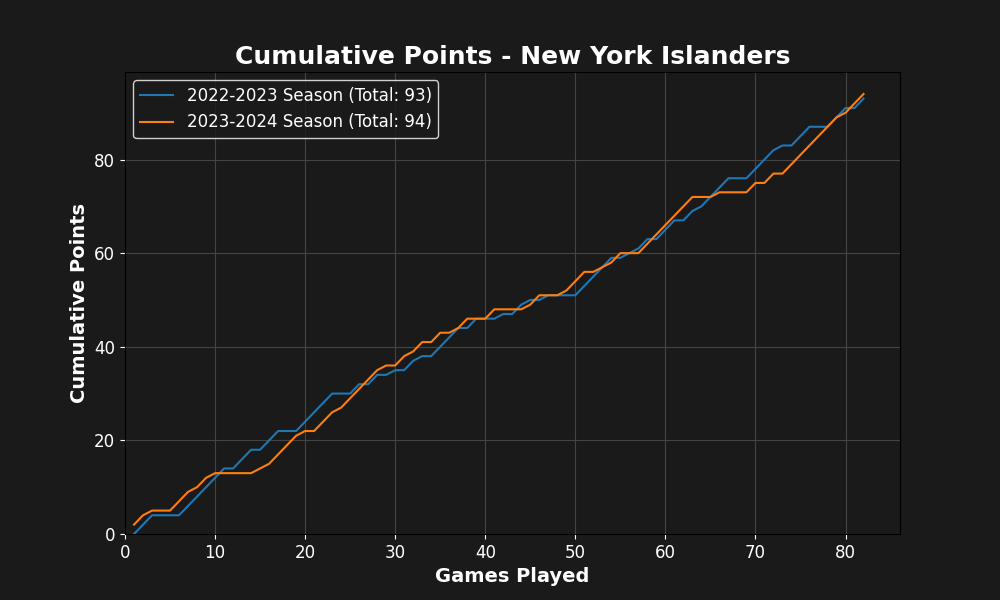 Cumulative Points - New York Islanders
2022-2023 Season (Total: 93)
2023-2024 Season (Total: 94)
Cumulative Points
80
60
40
20
0
0 10 20 30 40 50 60 70 80
Games Played